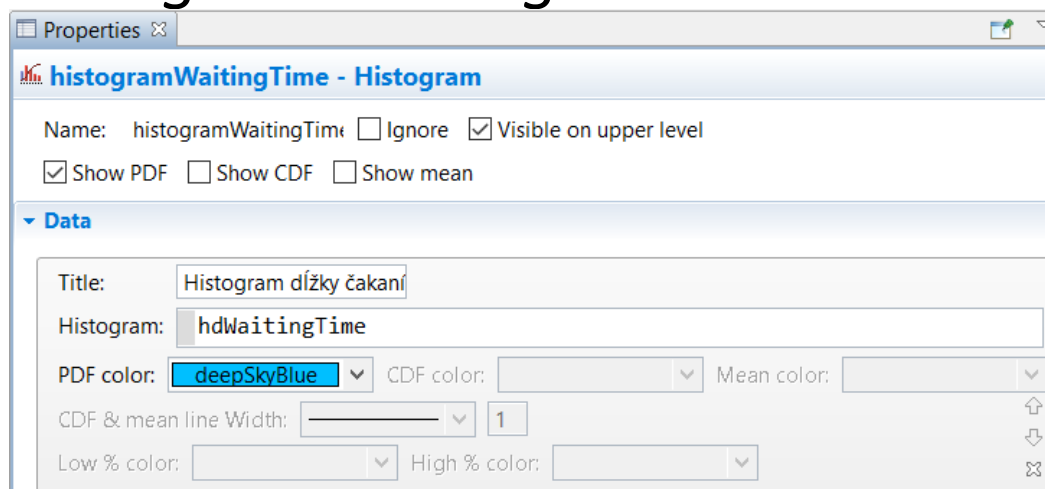 Properties
histogramWaitingTime - Histogram
Name: histogramWaitingTime Ignore Visible on upper level
Show PDF Show CDF Show mean
Data
Title: Histogram dĺžky čakaní
Histogram: hdWaitingTime
PDF color: deepSkyBlue CDF color: Mean color:
CDF & mean line Width: 1
Low % color: High % color: